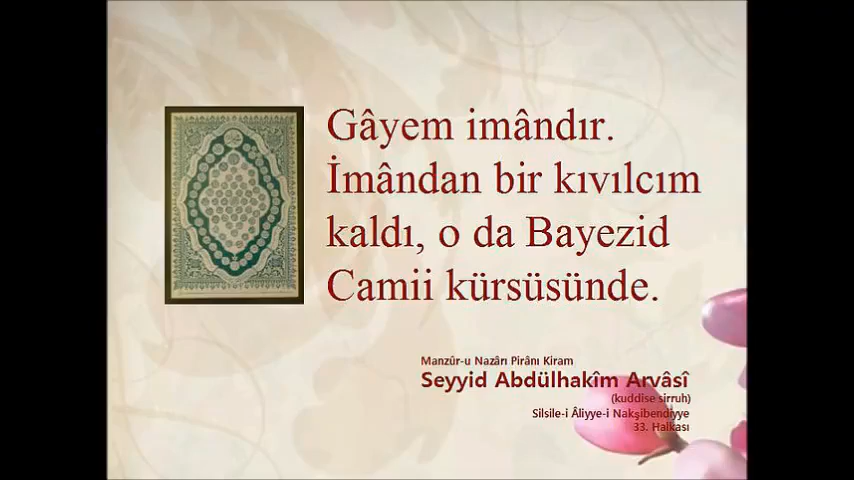 Gâyem imândır.
İmândan bir kıvılcım
kaldı, o da Bayezid
Camii kürsüsünde.
Manzûr-u Nazârı Pirânı Kiram
Seyyid Abdülhakîm Arvâsî
(kuddise sirruh)
Silsile-i Âliyye-i Nakşibendiyye
33. Halkası